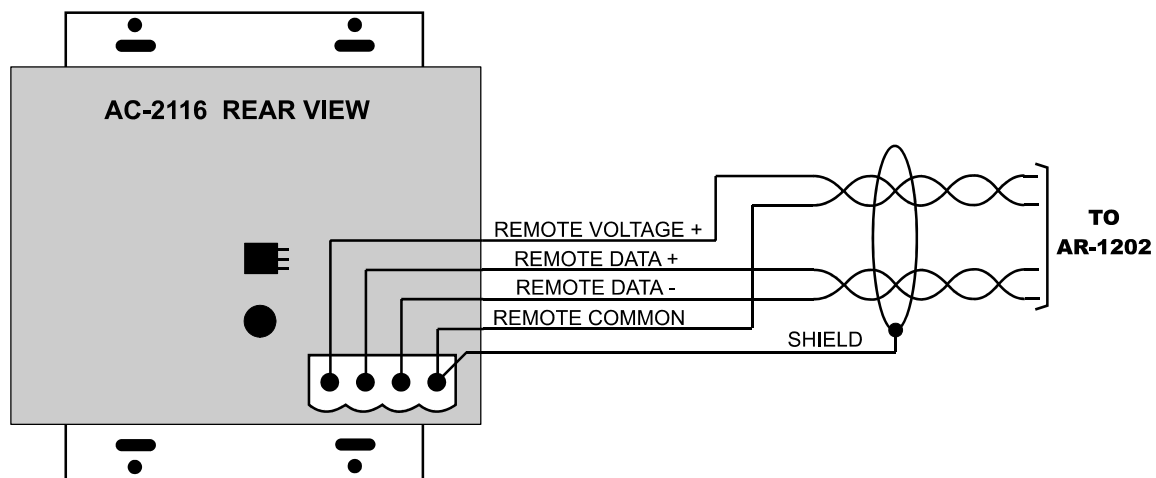 AC-2116 REAR VIEW
REMOTE VOLTAGE +
REMOTE DATA +
REMOTE DATA -
REMOTE COMMON
SHIELD
TO
AR-1202